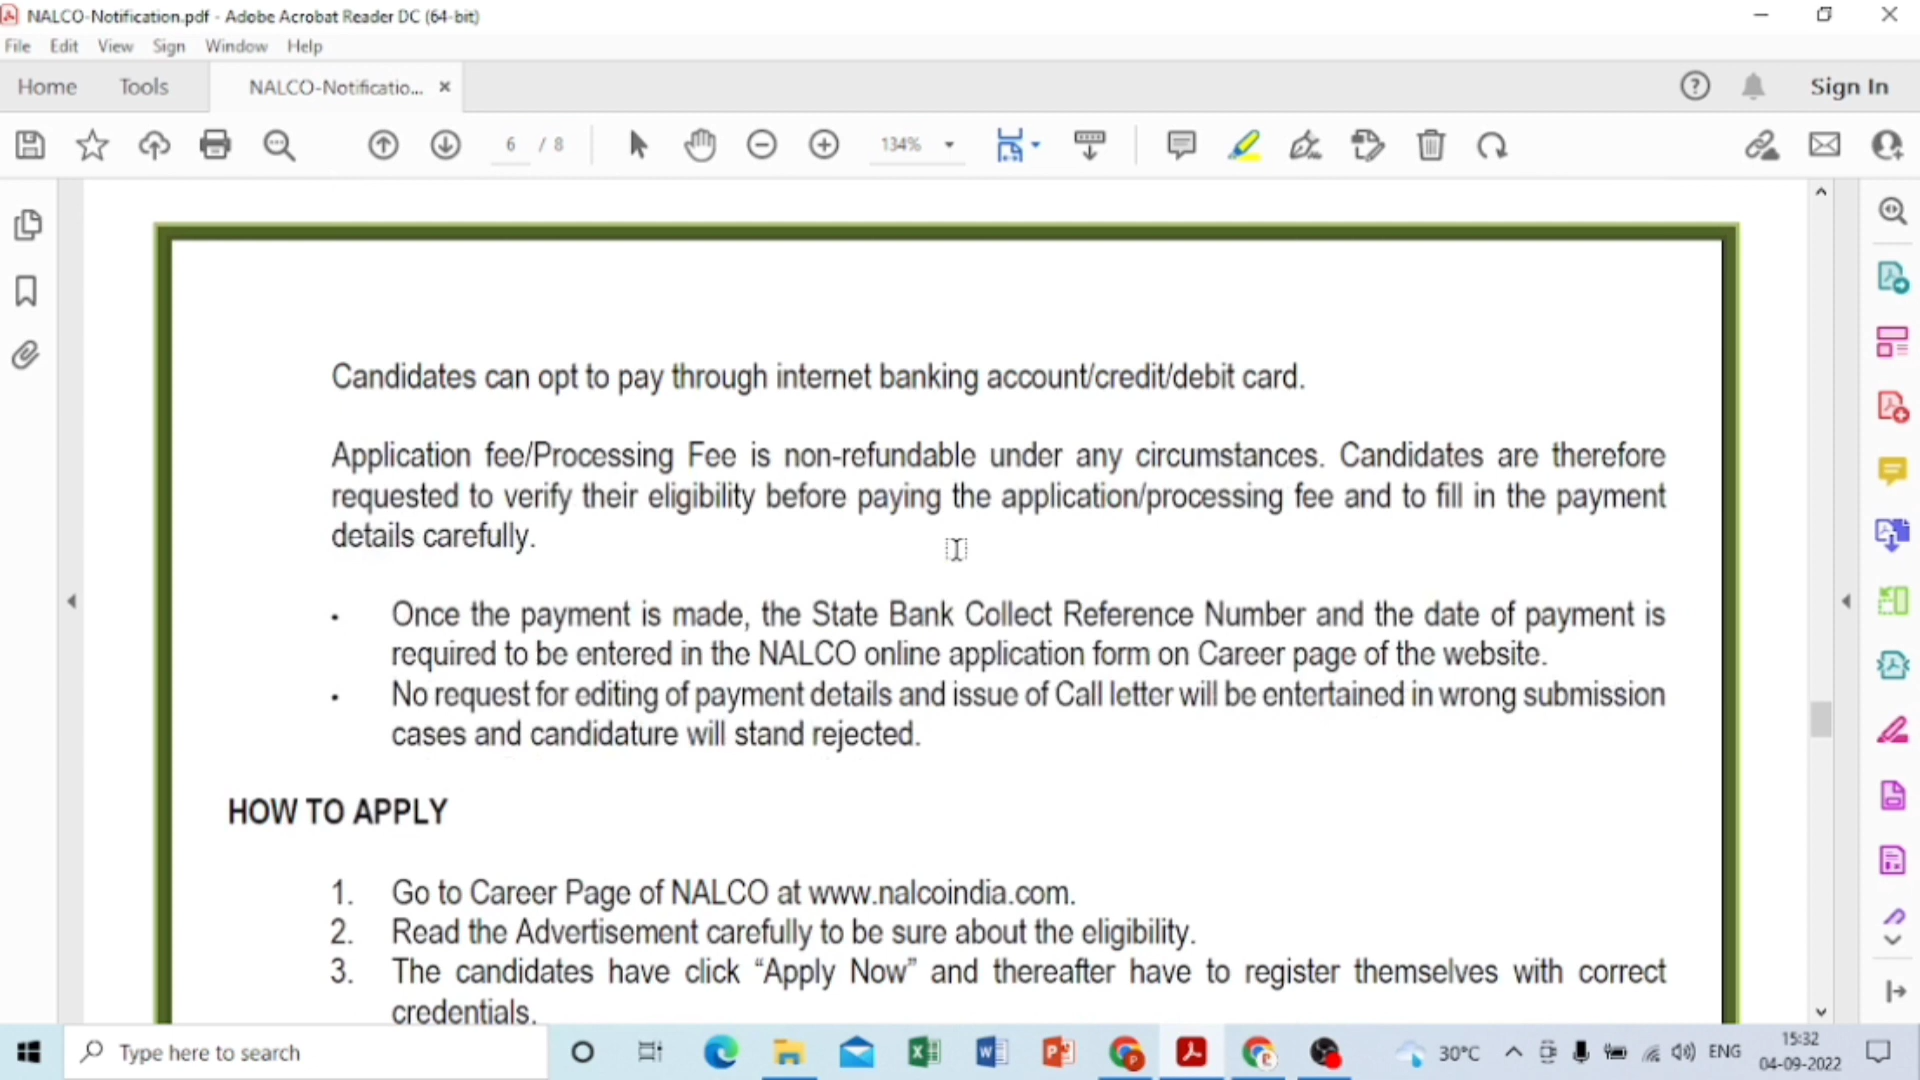 NALCO-Notification.pdf - Adobe Acrobat Reader DC (64-bit)
File Edit View Sign Window Help
Home Tools NALCO-Notificatio... × Sign In
6 / 8 134%
Candidates can opt to pay through internet banking account/credit/debit card.
Application fee/Processing Fee is non-refundable under any circumstances. Candidates are therefore
requested to verify their eligibility before paying the application/processing fee and to fill in the payment
details carefully.
• Once the payment is made, the State Bank Collect Reference Number and the date of payment is
required to be entered in the NALCO online application form on Career page of the website.
• No request for editing of payment details and issue of Call letter will be entertained in wrong submission
cases and candidature will stand rejected.
HOW TO APPLY
1. Go to Career Page of NALCO at www.nalcoindia.com.
2. Read the Advertisement carefully to be sure about the eligibility.
3. The candidates have click “Apply Now” and thereafter have to register themselves with correct
credentials.
Type here to search 30°C ENG 15:32
04-09-2022